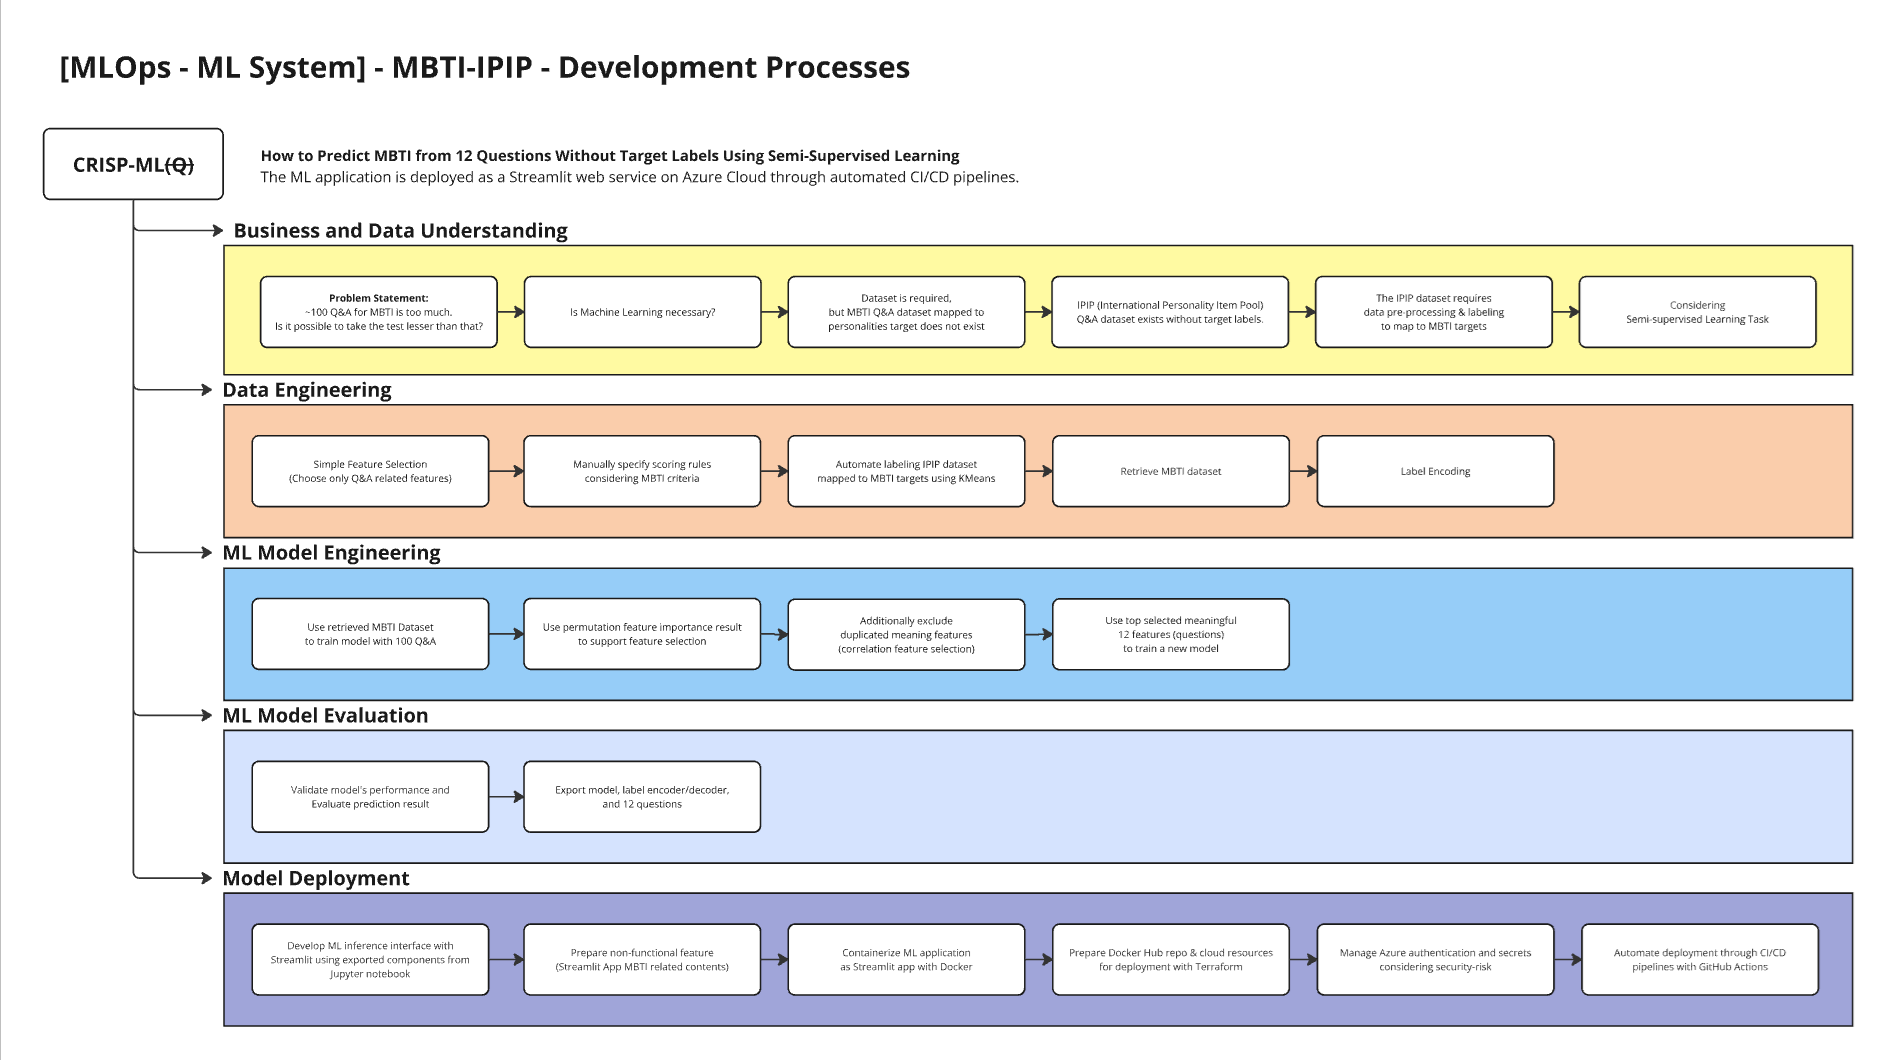 [MLOps - ML System] - MBTI-IPIP - Development Processes
CRISP-ML(Q)
How to Predict MBTI from 12 Questions Without Target Labels Using Semi-Supervised Learning
The ML application is deployed as a Streamlit web service on Azure Cloud through automated CI/CD pipelines.
Business and Data Understanding
Problem Statement:
~100 Q&A for MBTI is too much.
Is it possible to take the test lesser than that?
Is Machine Learning necessary?
Dataset is required,
but MBTI Q&A dataset mapped to
personalities target does not exist
IPIP (International Personality Item Pool)
Q&A dataset exists without target labels.
The IPIP dataset requires
data pre-processing & labeling
to map to MBTI targets
Considering
Semi-supervised Learning Task
Data Engineering
Simple Feature Selection
(Choose only Q&A related features)
Manually specify scoring rules
considering MBTI criteria
Automate labeling IPIP dataset
mapped to MBTI targets using KMeans
Retrieve MBTI dataset
Label Encoding
ML Model Engineering
Use retrieved MBTI Dataset
to train model with 100 Q&A
Use permutation feature importance result
to support feature selection
Additionally exclude
duplicated meaning features
(correlation feature selection)
Use top selected meaningful
12 features (questions)
to train a new model
ML Model Evaluation
Validate model's performance and
Evaluate prediction result
Export model, label encoder/decoder,
and 12 questions
Model Deployment
Develop ML inference interface with
Streamlit using exported components from
Jupyter notebook
Prepare non-functional feature
(Streamlit App MBTI related contents)
Containerize ML application
as Streamlit app with Docker
Prepare Docker Hub repo & cloud resources
for deployment with Terraform
Manage Azure authentication and secrets
considering security-risk
Automate deployment through CI/CD
pipelines with GitHub Actions